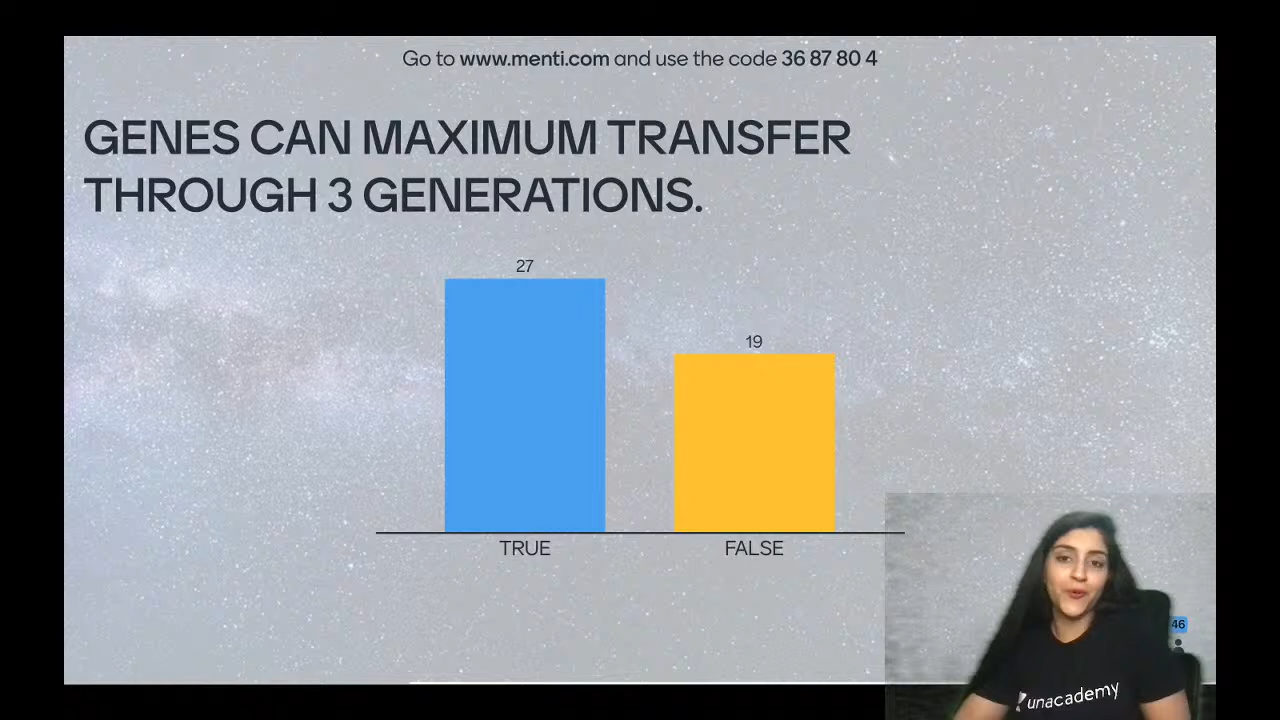 Go to www.menti.com and use the code 36 87 80 4
GENES CAN MAXIMUM TRANSFER
THROUGH 3 GENERATIONS.
27
19
TRUE
FALSE
46
unacademy